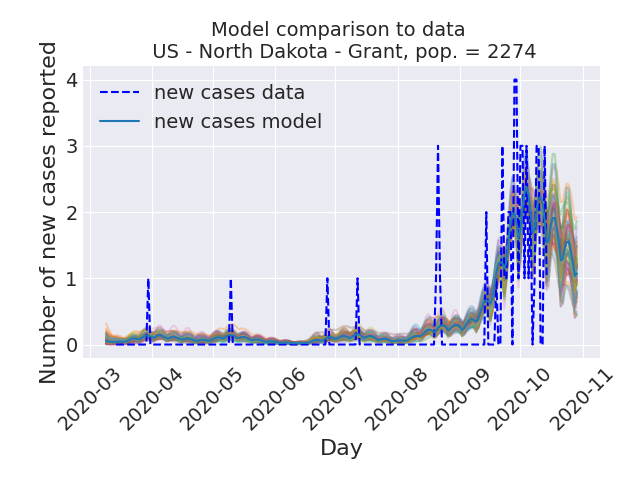 Model comparison to data
US - North Dakota - Grant, pop. = 2274
new cases data
new cases model
Number of new cases reported
4
3
2
1
0
2020-03
2020-04
2020-05
2020-06
2020-07
2020-08
2020-09
2020-10
2020-11
Day